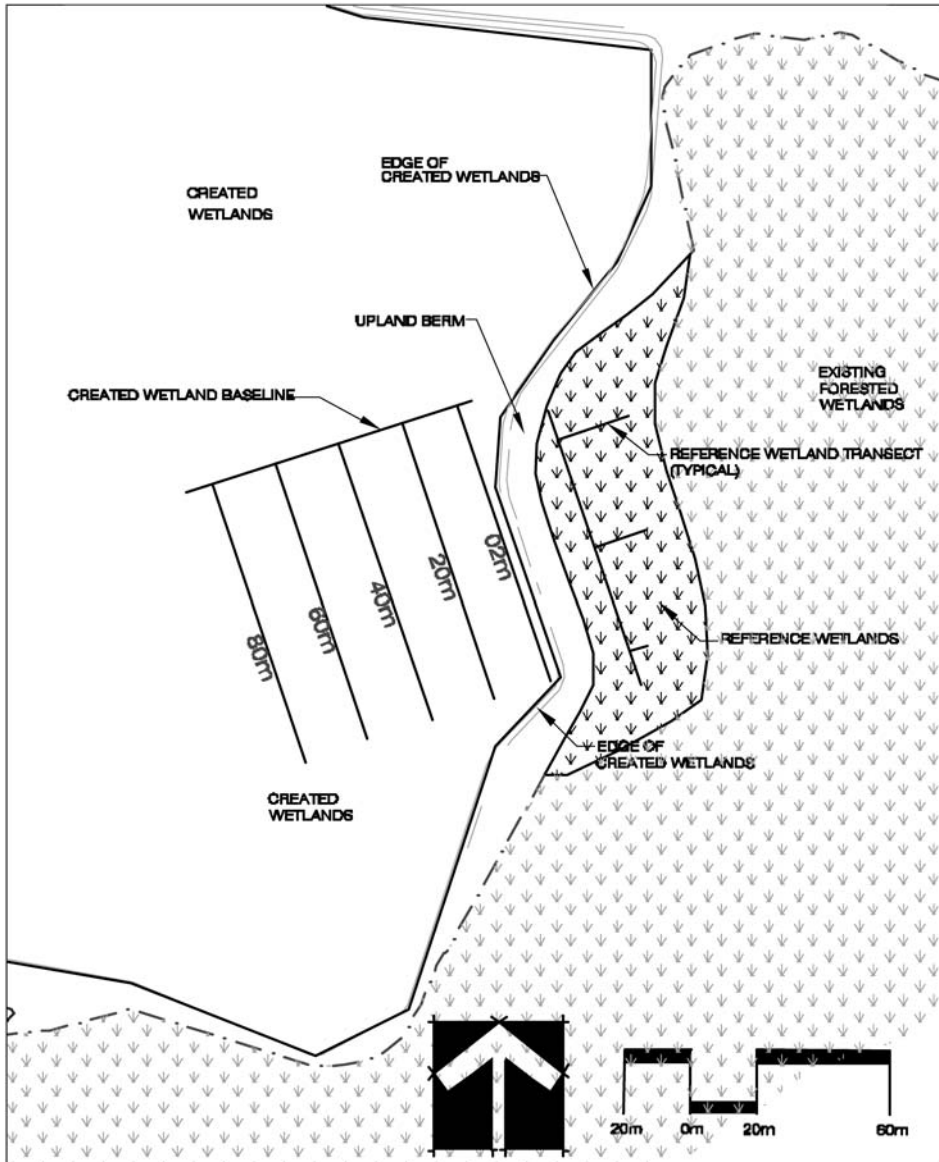 EDGE OF
CREATED WETLANDS
CREATED
WETLANDS
UPLAND BERM
CREATED WETLAND BASELINE
EXISTING
FORESTED
WETLANDS
REFERENCE WETLAND TRANSECT
(TYPICAL)
02m
20m
40m
60m
80m
REFERENCE WETLANDS
EDGE OF
CREATED WETLANDS
CREATED
WETLANDS
20m
0m
20m
60m